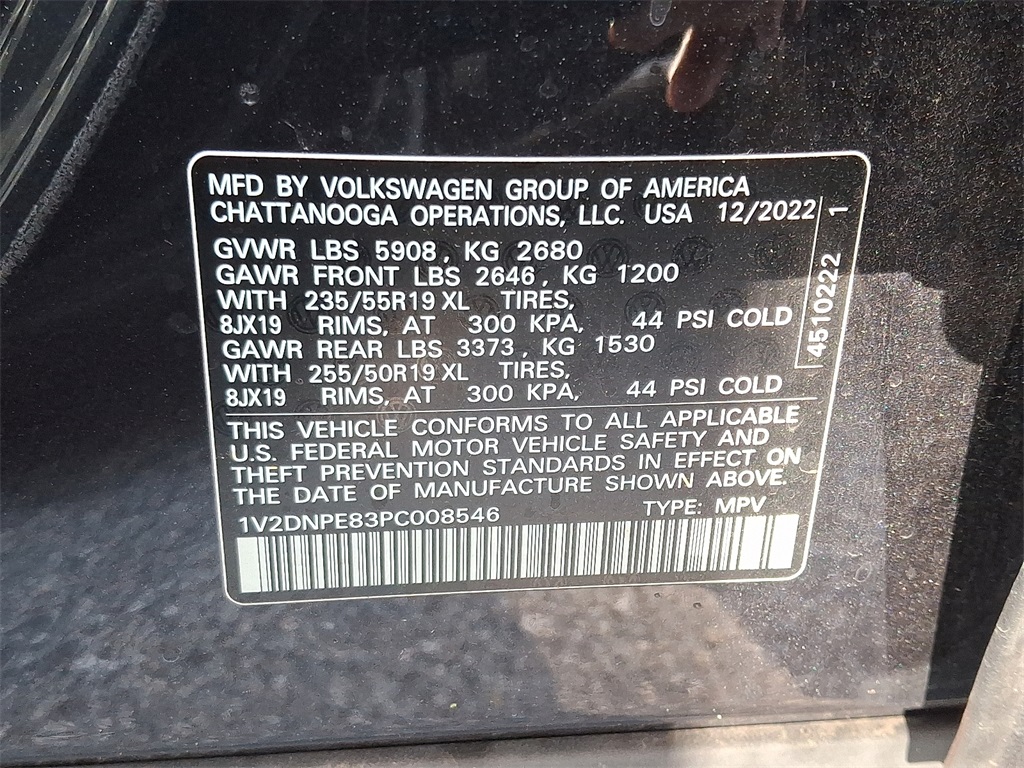 MFD BY VOLKSWAGEN GROUP OF AMERICA
CHATTANOOGA OPERATIONS, LLC. USA 12/2022
GVWR LBS 5908, KG 2680
GAWR FRONT LBS 2646, KG 1200
WITH 235/55R19 XL TIRES,
8JX19 RIMS, AT 300 KPA, 44 PSI COLD
GAWR REAR LBS 3373, KG 1530
WITH 255/50R19 XL TIRES,
8JX19 RIMS, AT 300 KPA, 44 PSI COLD
4510222 1
THIS VEHICLE CONFORMS TO ALL APPLICABLE
U.S. FEDERAL MOTOR VEHICLE SAFETY AND
THEFT PREVENTION STANDARDS IN EFFECT ON
THE DATE OF MANUFACTURE SHOWN ABOVE.
1V2DNPE83PC008546 TYPE: MPV